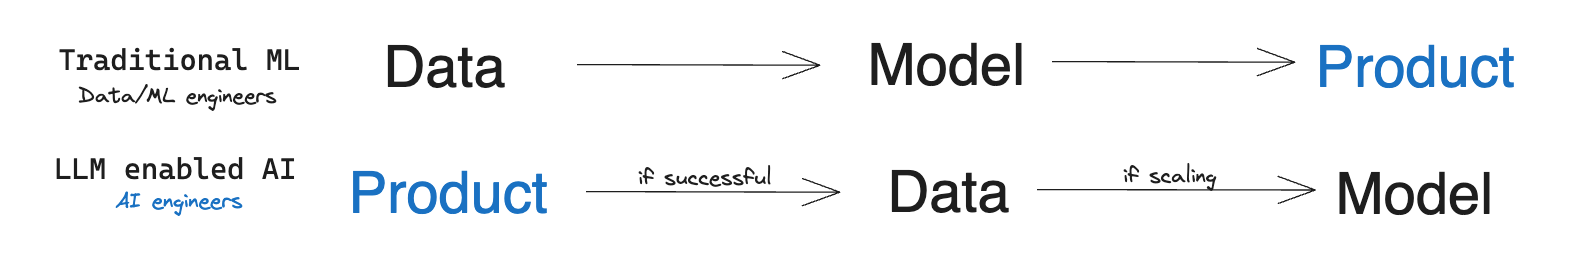 Traditional ML
Data/ML engineers
Data
Model
Product
LLM enabled AI
AI engineers
Product
if successful
Data
if scaling
Model